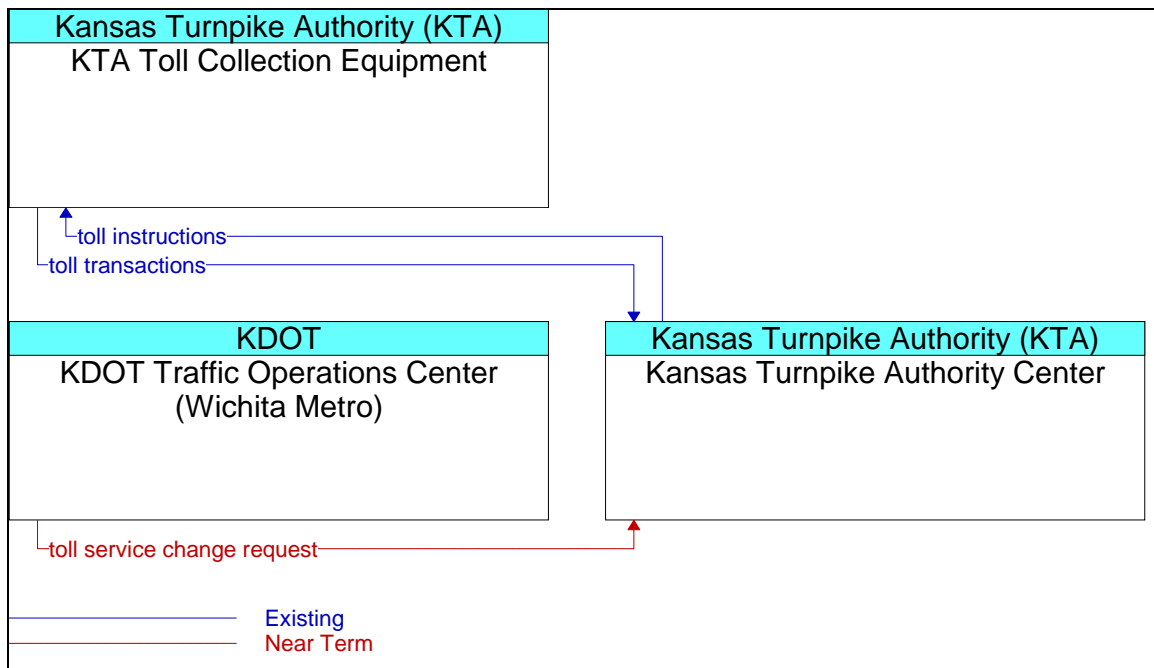 Kansas Turnpike Authority (KTA)
KTA Toll Collection Equipment
toll instructions
toll transactions
KDOT
KDOT Traffic Operations Center
(Wichita Metro)
Kansas Turnpike Authority (KTA)
Kansas Turnpike Authority Center
toll service change request
Existing
Near Term